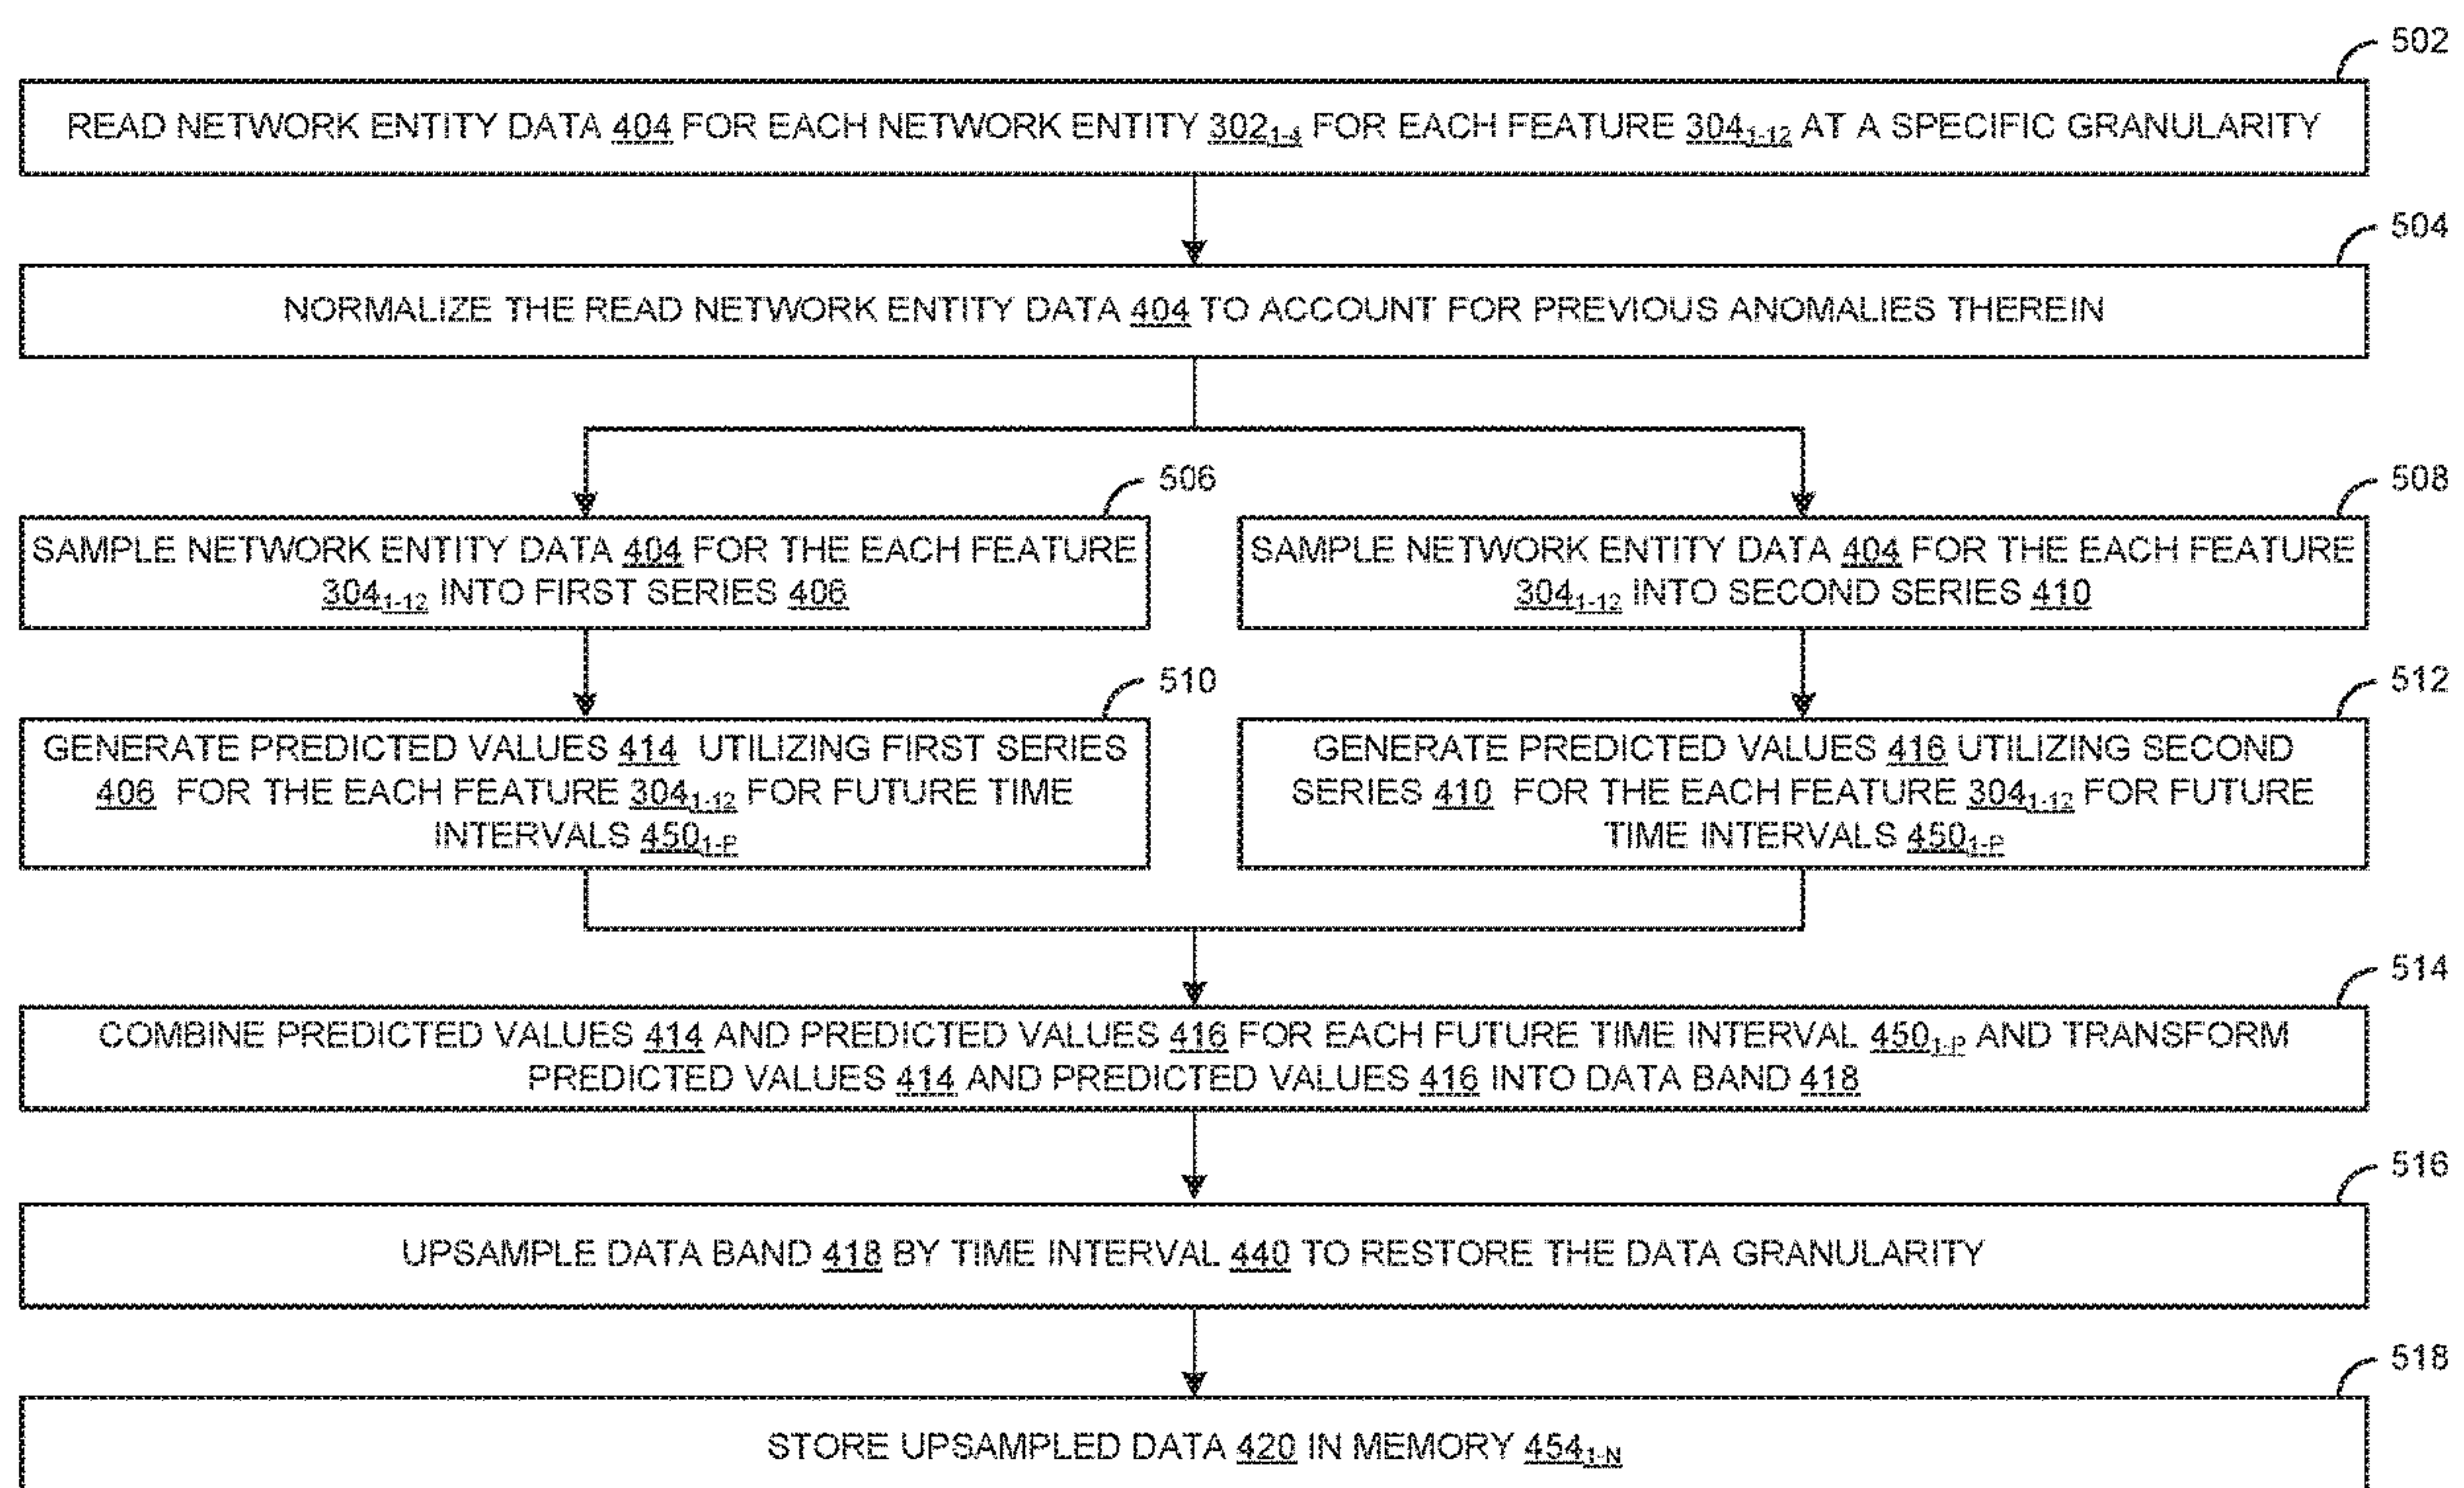 502
READ NETWORK ENTITY DATA 404 FOR EACH NETWORK ENTITY 302₁₋₄ FOR EACH FEATURE 304₁₋₁₂ AT A SPECIFIC GRANULARITY
504
NORMALIZE THE READ NETWORK ENTITY DATA 404 TO ACCOUNT FOR PREVIOUS ANOMALIES THEREIN
506
SAMPLE NETWORK ENTITY DATA 404 FOR THE EACH FEATURE
304₁₋₁₂ INTO FIRST SERIES 406
508
SAMPLE NETWORK ENTITY DATA 404 FOR THE EACH FEATURE
304₁₋₁₂ INTO SECOND SERIES 410
510
GENERATE PREDICTED VALUES 414 UTILIZING FIRST SERIES
406 FOR THE EACH FEATURE 304₁₋₁₂ FOR FUTURE TIME
INTERVALS 450₁₋P
512
GENERATE PREDICTED VALUES 416 UTILIZING SECOND
SERIES 410 FOR THE EACH FEATURE 304₁₋₁₂ FOR FUTURE
TIME INTERVALS 450₁₋P
514
COMBINE PREDICTED VALUES 414 AND PREDICTED VALUES 416 FOR EACH FUTURE TIME INTERVAL 450₁₋P AND TRANSFORM
PREDICTED VALUES 414 AND PREDICTED VALUES 416 INTO DATA BAND 418
516
UPSAMPLE DATA BAND 418 BY TIME INTERVAL 440 TO RESTORE THE DATA GRANULARITY
518
STORE UPSAMPLED DATA 420 IN MEMORY 454₁₋N